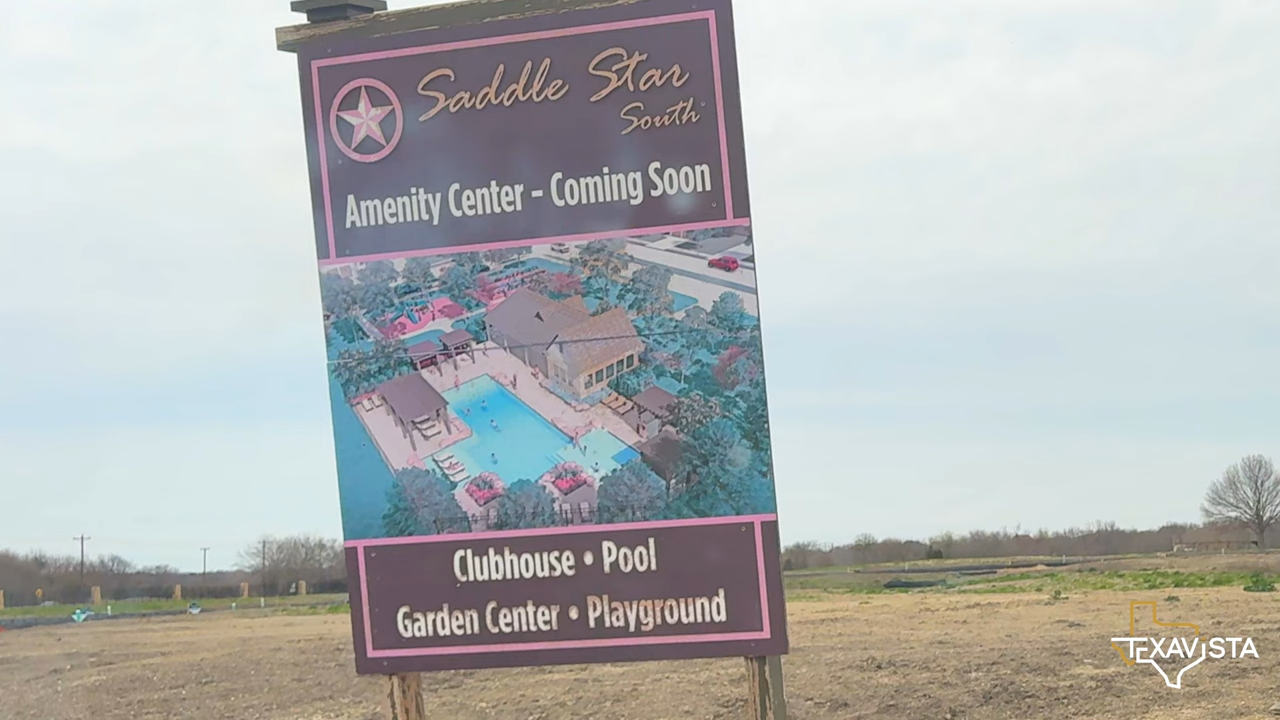 Saddle Star
South
Amenity Center - Coming Soon
Clubhouse • Pool
Garden Center • Playground
TEXAVISTA